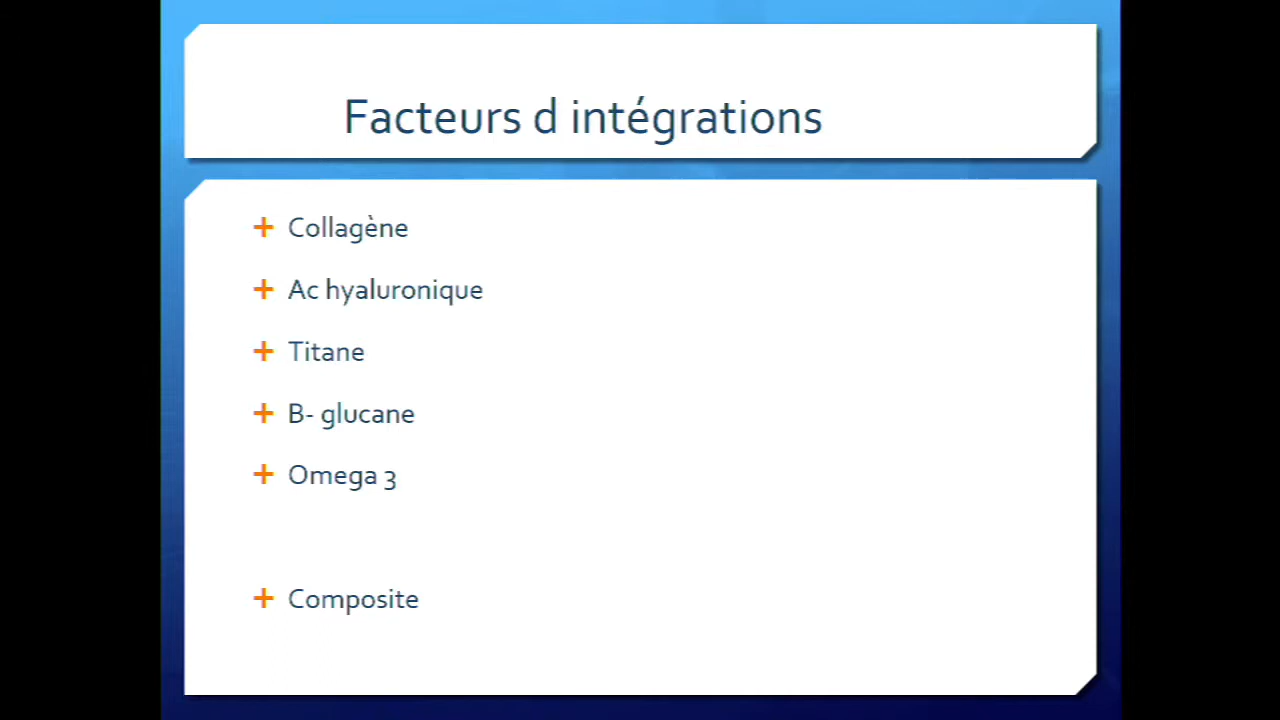 Facteurs d intégrations
Collagène
Ac hyaluronique
Titane
B- glucane
Omega 3
Composite